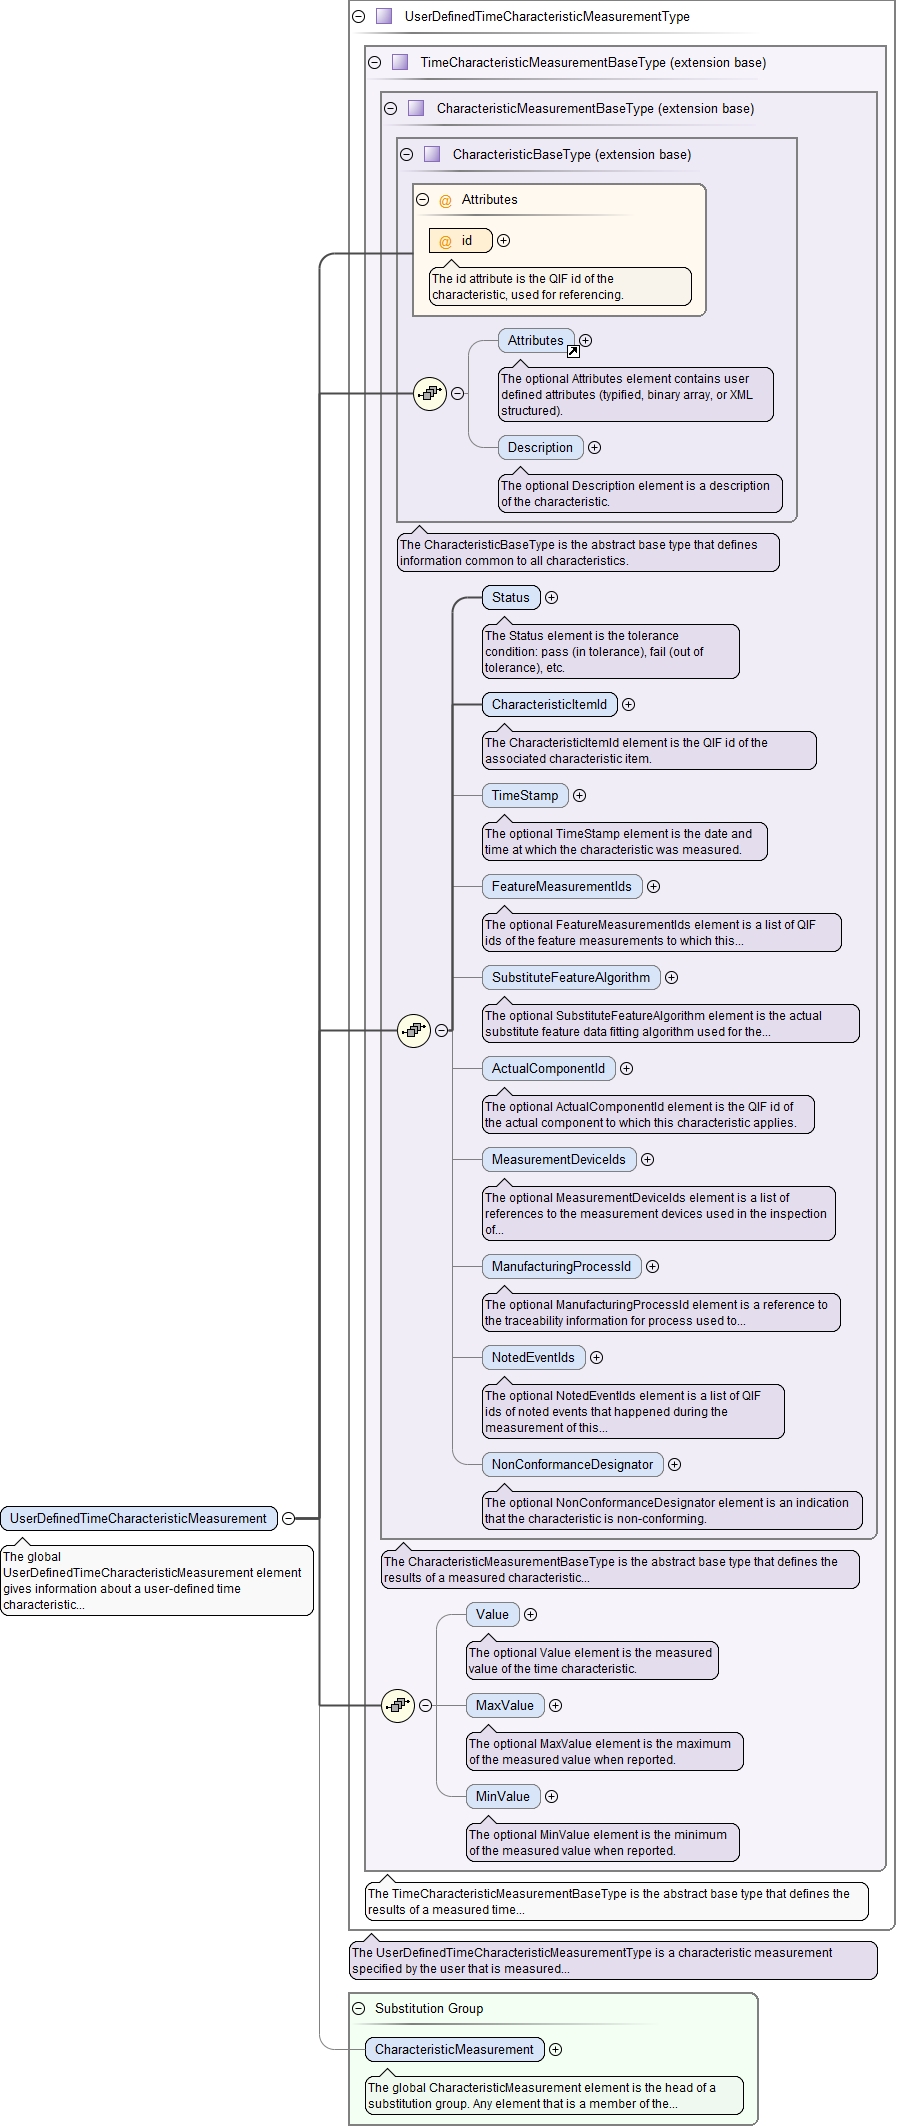 UserDefinedTimeCharacteristicMeasurementType
TimeCharacteristicMeasurementBaseType (extension base)
CharacteristicMeasurementBaseType (extension base)
CharacteristicBaseType (extension base)
@ Attributes
@ id
The id attribute is the QIF id of the
characteristic, used for referencing.
Attributes
The optional Attributes element contains user
defined attributes (typified, binary array, or XML
structured).
Description
The optional Description element is a description
of the characteristic.
The CharacteristicBaseType is the abstract base type that defines
information common to all characteristics.
Status
The Status element is the tolerance
condition: pass (in tolerance), fail (out of
tolerance), etc.
CharacteristicItemId
The CharacteristicItemId element is the QIF id of the
associated characteristic item.
TimeStamp
The optional TimeStamp element is the date and
time at which the characteristic was measured.
FeatureMeasurementIds
The optional FeatureMeasurementIds element is a list of QIF
ids of the feature measurements to which this...
SubstituteFeatureAlgorithm
The optional SubstituteFeatureAlgorithm element is the actual
substitute feature data fitting algorithm used for the...
ActualComponentId
The optional ActualComponentId element is the QIF id of
the actual component to which this characteristic applies.
MeasurementDeviceIds
The optional MeasurementDeviceIds element is a list of
references to the measurement devices used in the inspection
of...
ManufacturingProcessId
The optional ManufacturingProcessId element is a reference to
the traceability information for process used to...
NotedEventIds
The optional NotedEventIds element is a list of QIF
ids of noted events that happened during the
measurement of this...
NonConformanceDesignator
The optional NonConformanceDesignator element is an indication
that the characteristic is non-conforming.
UserDefinedTimeCharacteristicMeasurement
The global
UserDefinedTimeCharacteristicMeasurement element
gives information about a user-defined time
characteristic...
The CharacteristicMeasurementBaseType is the abstract base type that defines the
results of a measured characteristic...
Value
The optional Value element is the measured
value of the time characteristic.
MaxValue
The optional MaxValue element is the maximum
of the measured value when reported.
MinValue
The optional MinValue element is the minimum
of the measured value when reported.
The TimeCharacteristicMeasurementBaseType is the abstract base type that defines the
results of a measured time...
The UserDefinedTimeCharacteristicMeasurementType is a characteristic measurement
specified by the user that is measured...
Substitution Group
CharacteristicMeasurement
The global CharacteristicMeasurement element is the head of a
substitution group. Any element that is a member of the...